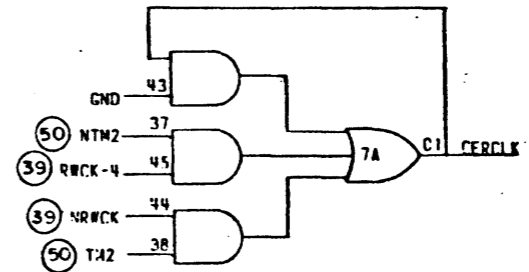 43
GND
37
50 NTM2
45
39 RWCK-4
7A
C1 CERCLK
44
39 NRWCK
38
50 TM2